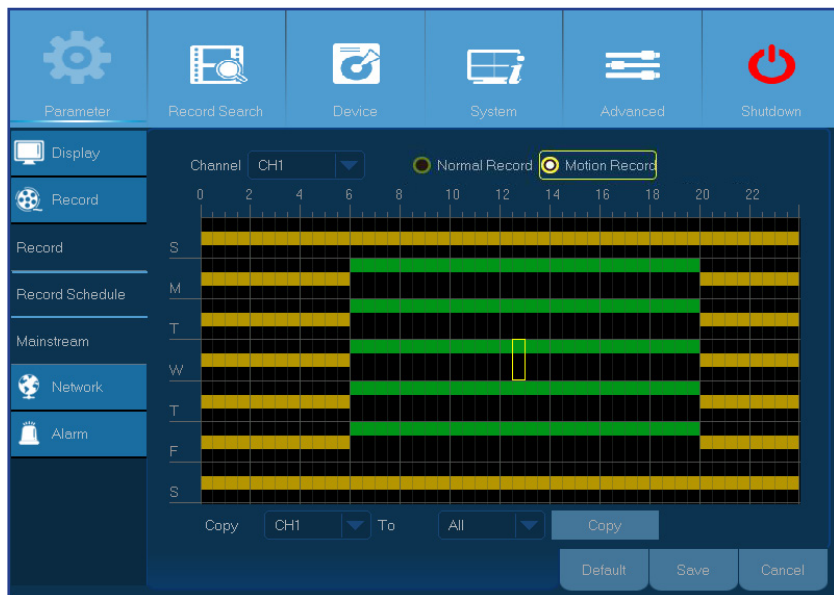 Parameter
Record Search
Device
System
Advanced
Shutdown
Display
Record
Record
Record Schedule
Mainstream
Network
Alarm
Channel CH1 Normal Record Motion Record
0 2 4 6 8 10 12 14 16 18 20 22
S
M
T
W
T
F
S
Copy CH1 To All Copy
Default Save Cancel